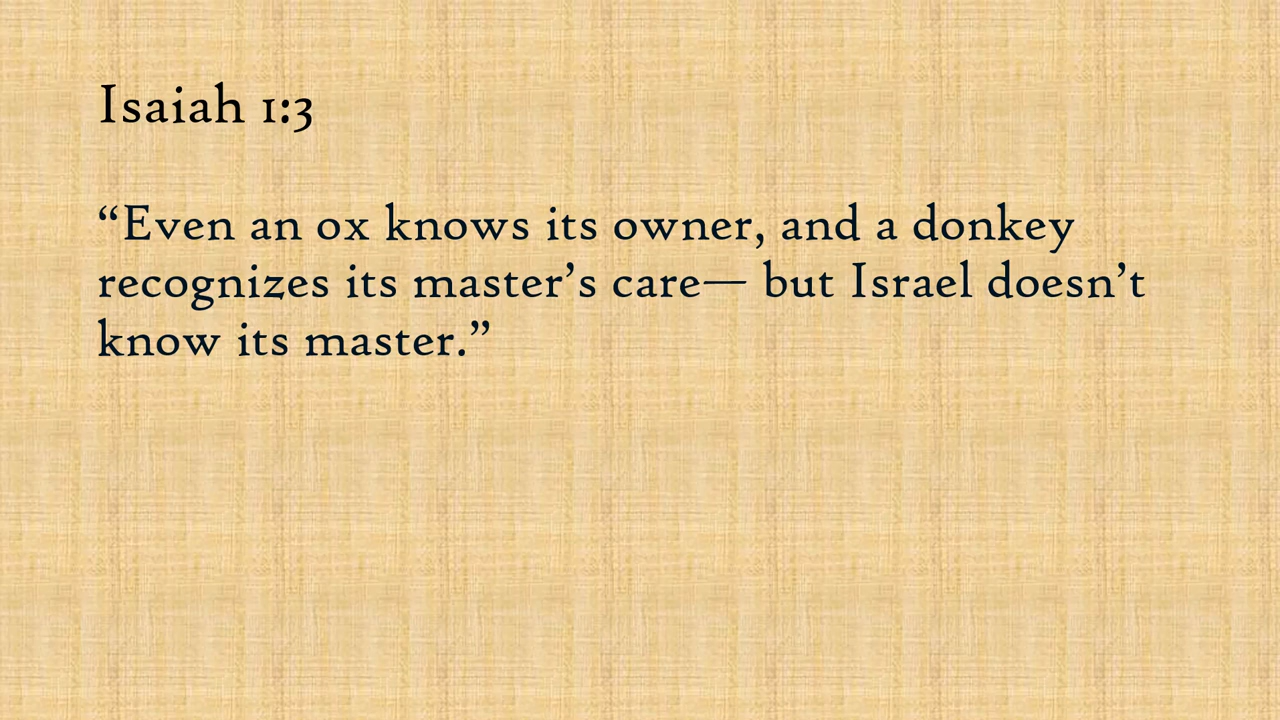 Isaiah 1:3
“Even an ox knows its owner, and a donkey
recognizes its master’s care— but Israel doesn’t
know its master.”